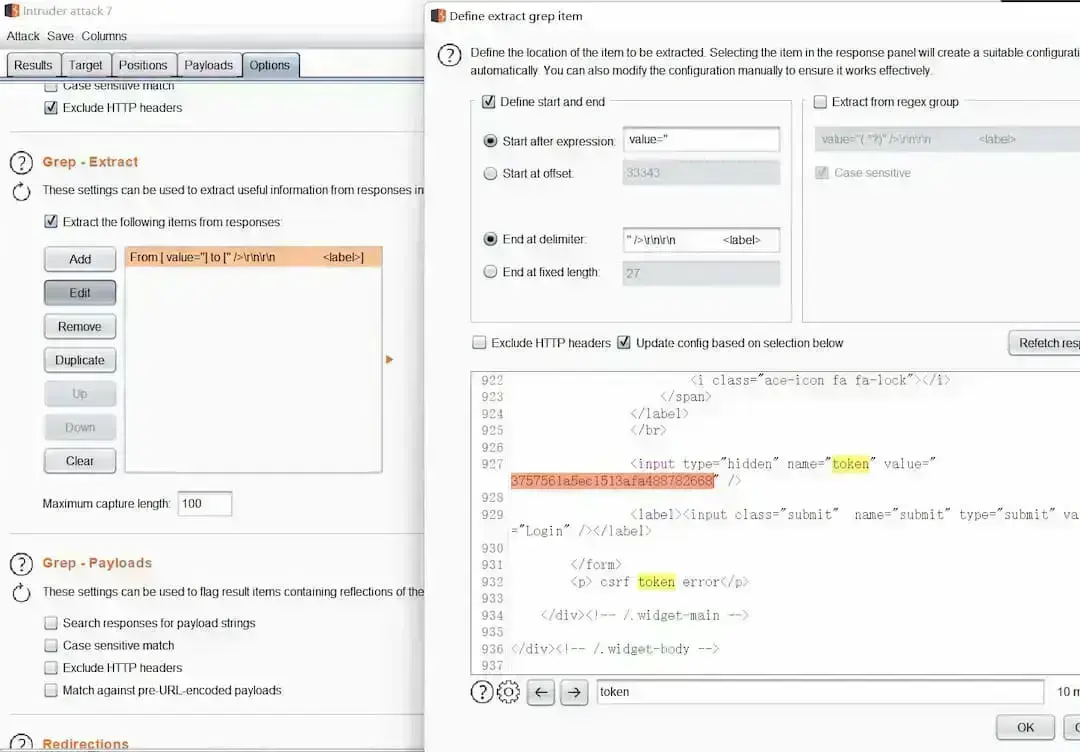 Intruder attack 7
Attack Save Columns
Results Target Positions Payloads Options
Case sensitive match
Exclude HTTP headers
Grep - Extract
These settings can be used to extract useful information from responses in
Extract the following items from responses:
Add
Edit
Remove
Duplicate
Up
Down
Clear
From [ value="] to [" />\r\n\r\n <label>]
Maximum capture length: 100
Grep - Payloads
These settings can be used to flag result items containing reflections of the
Search responses for payload strings
Case sensitive match
Exclude HTTP headers
Match against pre-URL-encoded payloads
Redirections
Define extract grep item
Define the location of the item to be extracted. Selecting the item in the response panel will create a suitable configurati
automatically. You can also modify the configuration manually to ensure it works effectively.
Define start and end
Start after expression: value="
Start at offset: 33343
End at delimiter: " />\r\n\r\n <label>
End at fixed length: 27
Extract from regex group
value="(.*?)" />\r\n\r\n <label>
Case sensitive
Exclude HTTP headers Update config based on selection below
Refetch resp
922 <i class="ace-icon fa fa-lock"></i>
923 </span>
924 </label>
925 </br>
926
927 <input type="hidden" name="token" value="
3757561a5ec1513afa488782668" />
928
929 <label><input class="submit" name="submit" type="submit" va
="Login" /></label>
930
931 </form>
932 <p> csrf token error</p>
933
934 </div><!-- /.widget-main -->
935
936 </div><!-- /.widget-body -->
937
token
10 m
OK